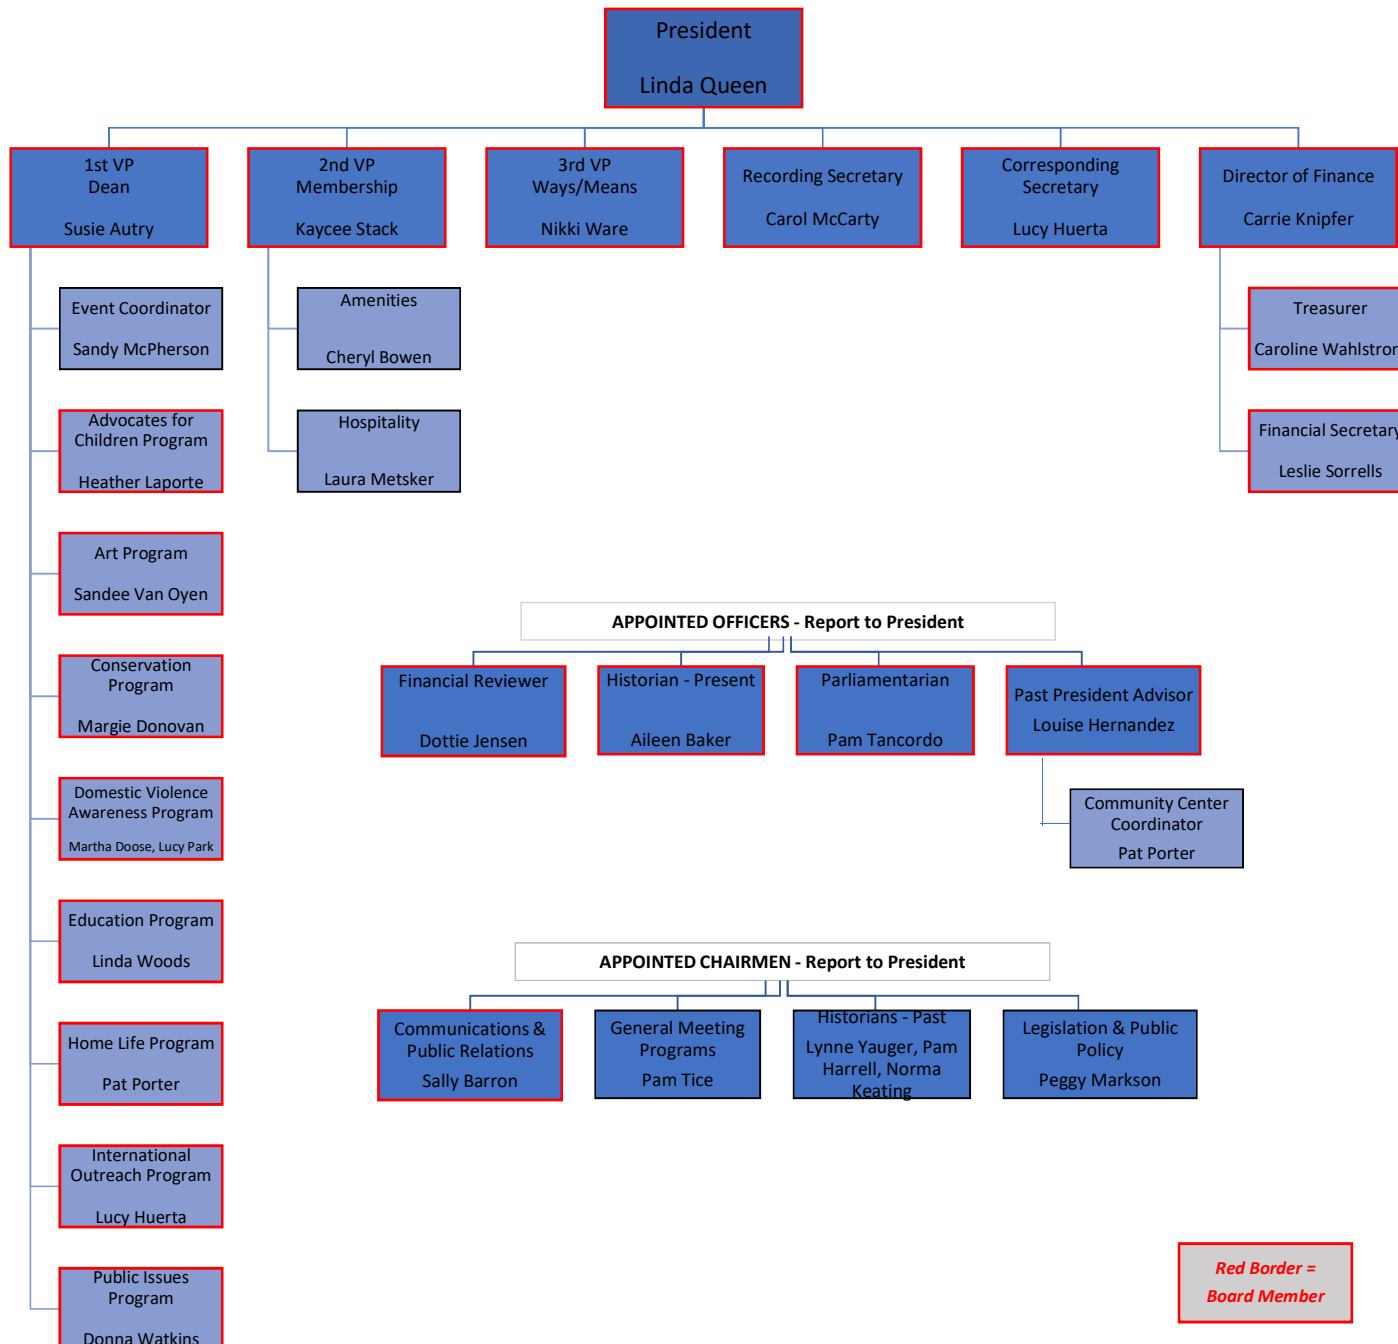 President
Linda Queen
1st VP
Dean
Susie Autry
2nd VP
Membership
Kaycee Stack
3rd VP
Ways/Means
Nikki Ware
Recording Secretary
Carol McCarty
Corresponding
Secretary
Lucy Huerta
Director of Finance
Carrie Knipfer
Event Coordinator
Sandy McPherson
Advocates for
Children Program
Heather Laporte
Art Program
Sandee Van Oyen
Conservation
Program
Margie Donovan
Domestic Violence
Awareness Program
Martha Doose, Lucy Park
Education Program
Linda Woods
Home Life Program
Pat Porter
International
Outreach Program
Lucy Huerta
Public Issues
Program
Donna Watkins
Amenities
Cheryl Bowen
Hospitality
Laura Metsker
Treasurer
Caroline Wahlstrom
Financial Secretary
Leslie Sorrells
APPOINTED OFFICERS - Report to President
Financial Reviewer
Dottie Jensen
Historian - Present
Aileen Baker
Parliamentarian
Pam Tancordo
Past President Advisor
Louise Hernandez
Community Center
Coordinator
Pat Porter
APPOINTED CHAIRMEN - Report to President
Communications &
Public Relations
Sally Barron
General Meeting
Programs
Pam Tice
Historians - Past
Lynne Yauger, Pam
Harrell, Norma
Keating
Legislation & Public
Policy
Peggy Markson
Red Border =
Board Member